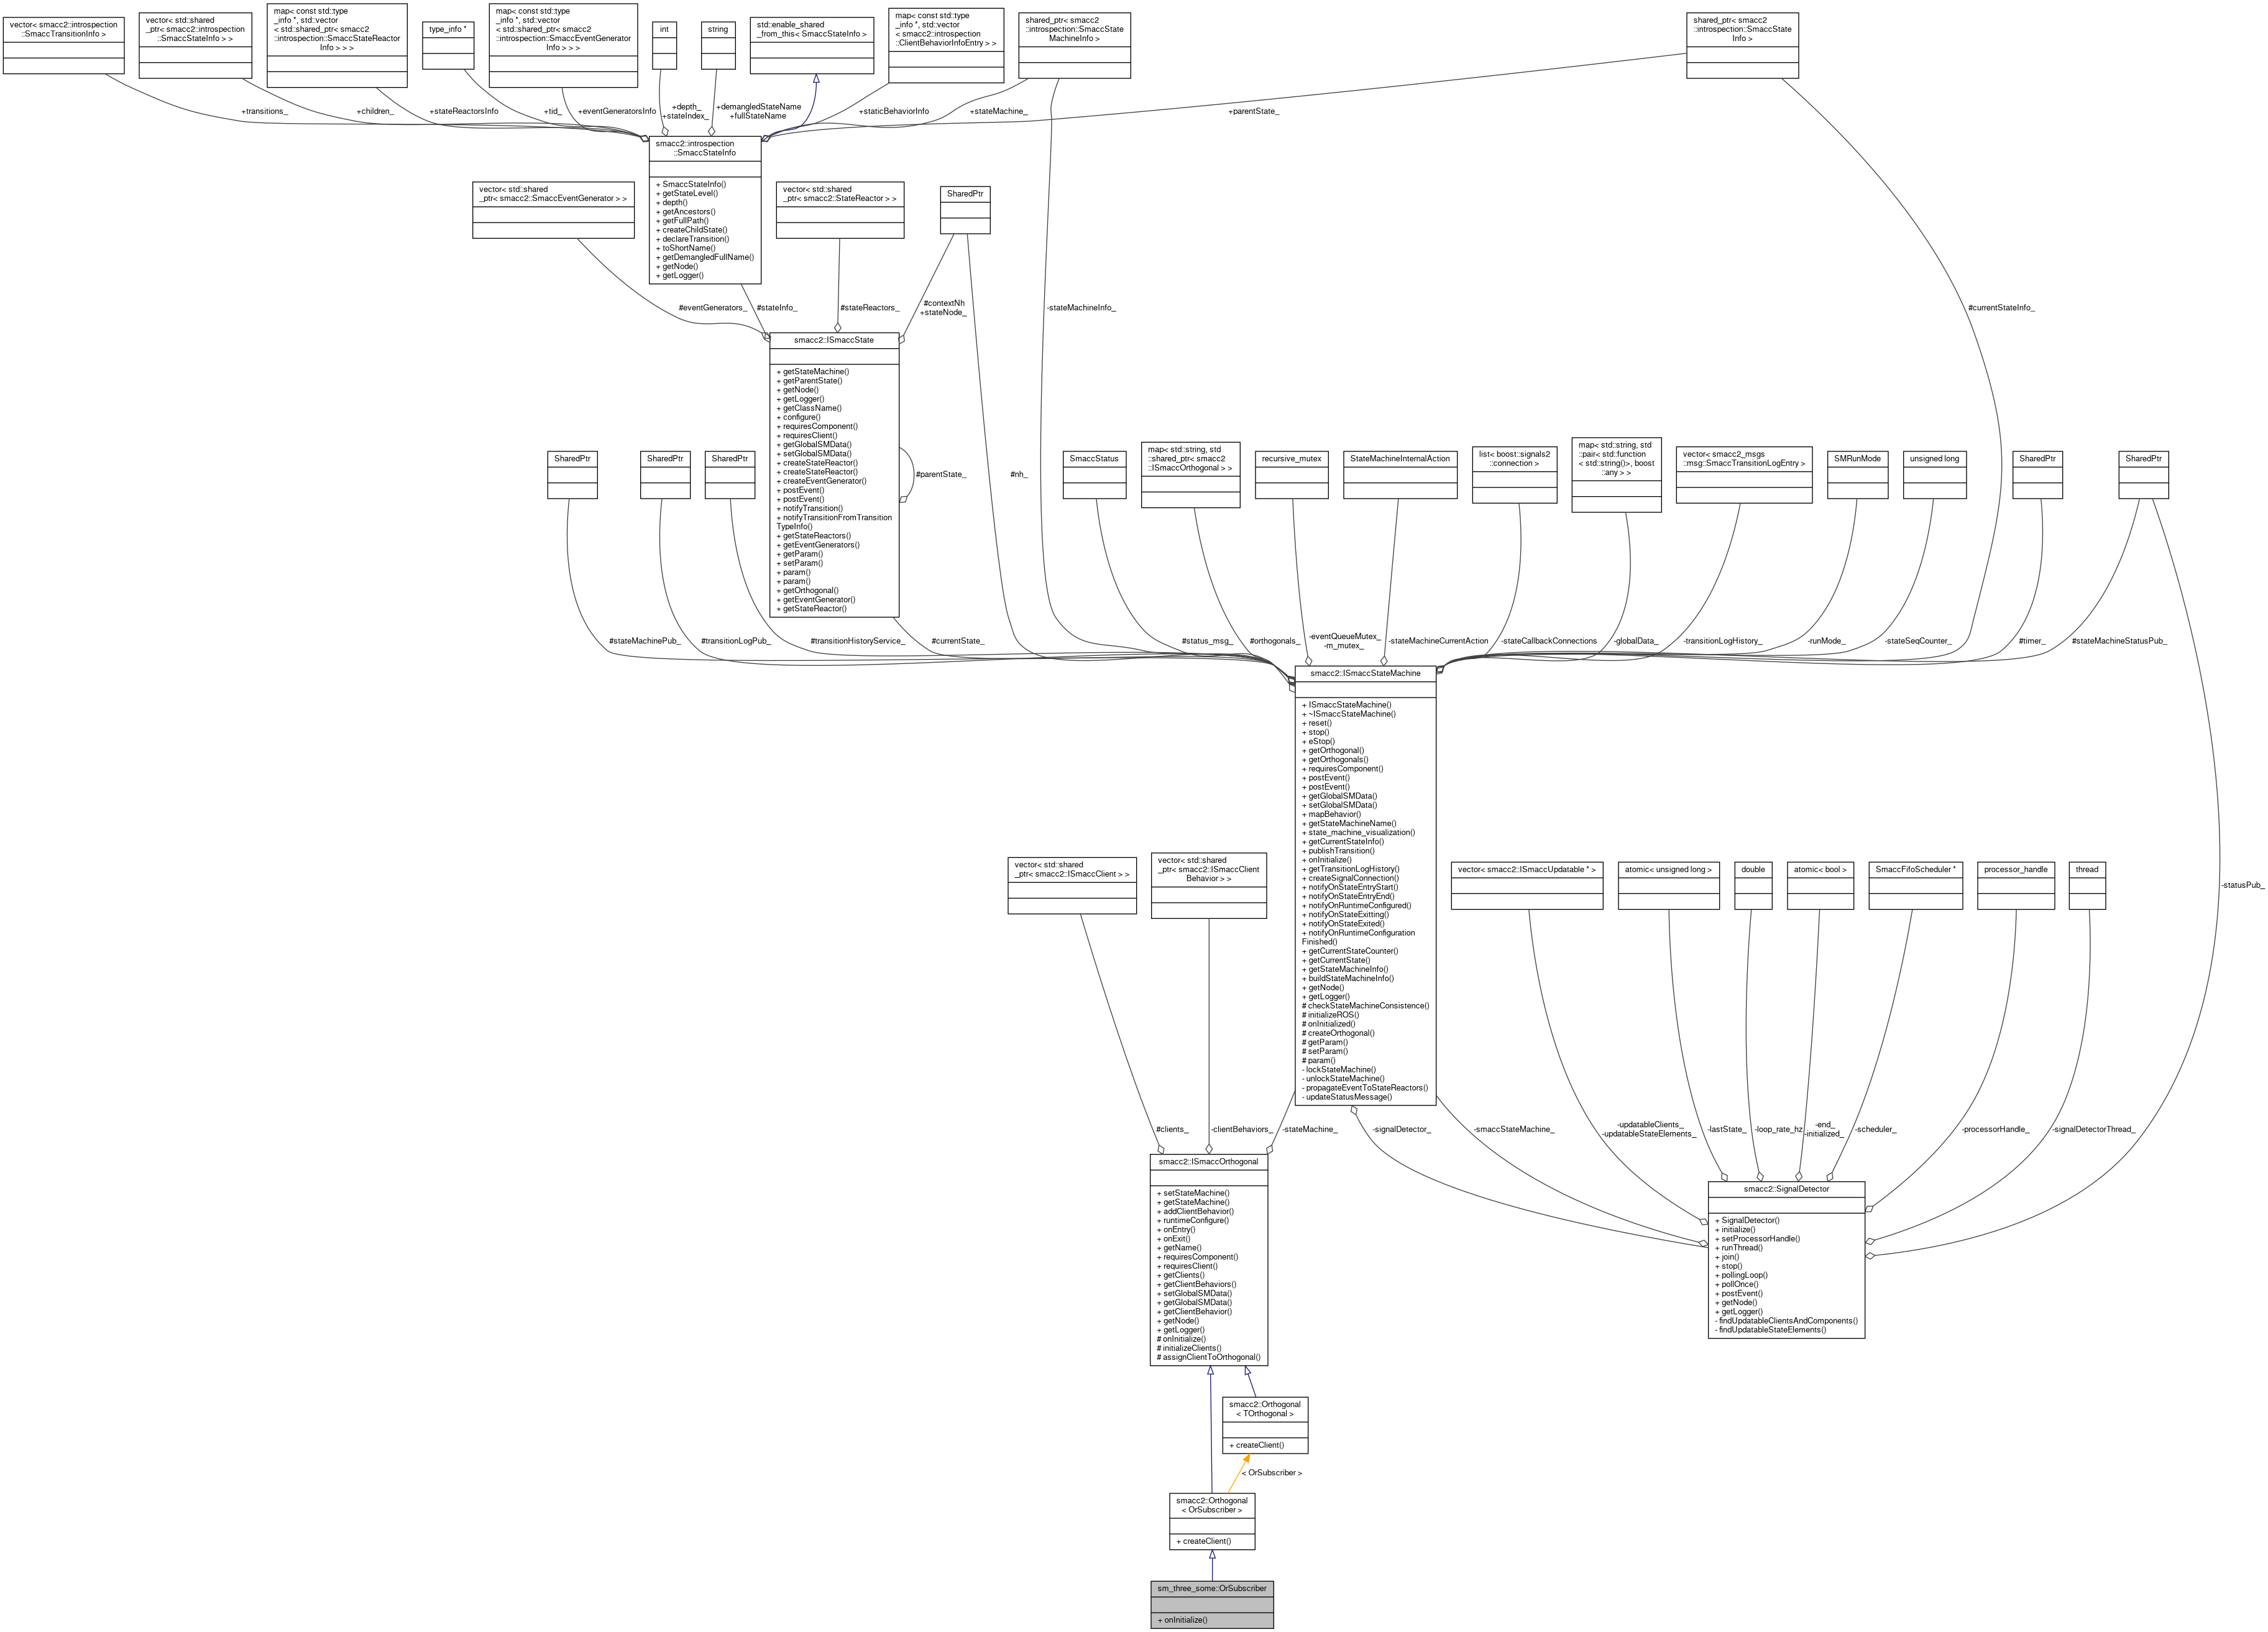 vector< smacc2::introspection
::SmaccTransitionInfo >
vector< std::shared
_ptr< smacc2::introspection
::SmaccStateInfo > >
map< const std::type
_info *, std::vector
< std::shared_ptr< smacc2
::introspection::SmaccStateReactor
Info > > >
type_info *
map< const std::type
_info *, std::vector
< std::shared_ptr< smacc2
::introspection::SmaccEventGenerator
Info > > >
int
string
std::enable_shared
_from_this< SmaccStateInfo >
map< const std::type
_info *, std::vector
< smacc2::introspection
::ClientBehaviorInfoEntry > >
shared_ptr< smacc2
::introspection::SmaccState
MachineInfo >
shared_ptr< smacc2
::introspection::SmaccState
Info >
+transitions_
+children_
+stateReactorsInfo
+tid_
+eventGeneratorsInfo
+depth_
+stateIndex_
+demangledStateName
+fullStateName
+staticBehaviorInfo
+stateMachine_
+parentState_
smacc2::introspection
::SmaccStateInfo
+ SmaccStateInfo()
+ getStateLevel()
+ depth()
+ getAncestors()
+ getFullPath()
+ createChildState()
+ declareTransition()
+ toShortName()
+ getDemangledFullName()
+ getNode()
+ getLogger()
vector< std::shared
_ptr< smacc2::SmaccEventGenerator > >
vector< std::shared
_ptr< smacc2::StateReactor > >
SharedPtr
#eventGenerators_
#stateInfo_
#stateReactors_
#contextNh
+stateNode_
-stateMachineInfo_
#currentStateInfo_
smacc2::ISmaccState
+ getStateMachine()
+ getParentState()
+ getNode()
+ getLogger()
+ getClassName()
+ configure()
+ requiresComponent()
+ requiresClient()
+ getGlobalSMData()
+ setGlobalSMData()
+ createStateReactor()
+ createStateReactor()
+ createEventGenerator()
+ postEvent()
+ postEvent()
+ notifyTransition()
+ notifyTransitionFromTransition
TypeInfo()
+ getStateReactors()
+ getEventGenerators()
+ getParam()
+ setParam()
+ param()
+ param()
+ getOrthogonal()
+ getEventGenerator()
+ getStateReactor()
#parentState_
#nh_
SharedPtr
SharedPtr
SharedPtr
SmaccStatus
map< std::string, std
::shared_ptr< smacc2
::ISmaccOrthogonal > >
recursive_mutex
StateMachineInternalAction
list< boost::signals2
::connection >
map< std::string, std
::pair< std::function
< std::string()>, boost
::any > >
vector< smacc2_msgs
::msg::SmaccTransitionLogEntry >
SMRunMode
unsigned long
SharedPtr
SharedPtr
#stateMachinePub_
#transitionLogPub_
#transitionHistoryService_
#currentState_
#status_msg_
#orthogonals_
-eventQueueMutex_
-m_mutex_
-stateMachineCurrentAction
-stateCallbackConnections
-globalData_
-transitionLogHistory_
-runMode_
-stateSeqCounter_
#timer_
#stateMachineStatusPub_
smacc2::ISmaccStateMachine
+ ISmaccStateMachine()
+ ~ISmaccStateMachine()
+ reset()
+ stop()
+ eStop()
+ getOrthogonal()
+ getOrthogonals()
+ requiresComponent()
+ postEvent()
+ postEvent()
+ getGlobalSMData()
+ setGlobalSMData()
+ mapBehavior()
+ getStateMachineName()
+ state_machine_visualization()
+ getCurrentStateInfo()
+ publishTransition()
+ onInitialize()
+ getTransitionLogHistory()
+ createSignalConnection()
+ notifyOnStateEntryStart()
+ notifyOnStateEntryEnd()
+ notifyOnRuntimeConfigured()
+ notifyOnStateExitting()
+ notifyOnStateExited()
+ notifyOnRuntimeConfiguration
Finished()
+ getCurrentStateCounter()
+ getCurrentState()
+ getStateMachineInfo()
+ buildStateMachineInfo()
+ getNode()
+ getLogger()
# checkStateMachineConsistence()
# initializeROS()
# onInitialized()
# createOrthogonal()
# getParam()
# setParam()
# param()
- lockStateMachine()
- unlockStateMachine()
- propagateEventToStateReactors()
- updateStatusMessage()
vector< std::shared
_ptr< smacc2::ISmaccClient > >
vector< std::shared
_ptr< smacc2::ISmaccClient
Behavior > >
vector< smacc2::ISmaccUpdatable * >
atomic< unsigned long >
double
atomic< bool >
SmaccFifoScheduler *
processor_handle
thread
-statusPub_
#clients_
-clientBehaviors_
-stateMachine_
-signalDetector_
-smaccStateMachine_
-updatableClients_
-updatableStateElements_
-lastState_
-loop_rate_hz
-end_
-initialized_
-scheduler_
-processorHandle_
-signalDetectorThread_
smacc2::ISmaccOrthogonal
+ setStateMachine()
+ getStateMachine()
+ addClientBehavior()
+ runtimeConfigure()
+ onEntry()
+ onExit()
+ getName()
+ requiresComponent()
+ requiresClient()
+ getClients()
+ getClientBehaviors()
+ setGlobalSMData()
+ getGlobalSMData()
+ getClientBehavior()
+ getNode()
+ getLogger()
# onInitialize()
# initializeClients()
# assignClientToOrthogonal()
smacc2::SignalDetector
+ SignalDetector()
+ initialize()
+ setProcessorHandle()
+ runThread()
+ join()
+ stop()
+ pollingLoop()
+ pollOnce()
+ postEvent()
+ getNode()
+ getLogger()
- findUpdatableClientsAndComponents()
- findUpdatableStateElements()
smacc2::Orthogonal
< TOrthogonal >
+ createClient()
< OrSubscriber >
smacc2::Orthogonal
< OrSubscriber >
+ createClient()
sm_three_some::OrSubscriber
+ onInitialize()